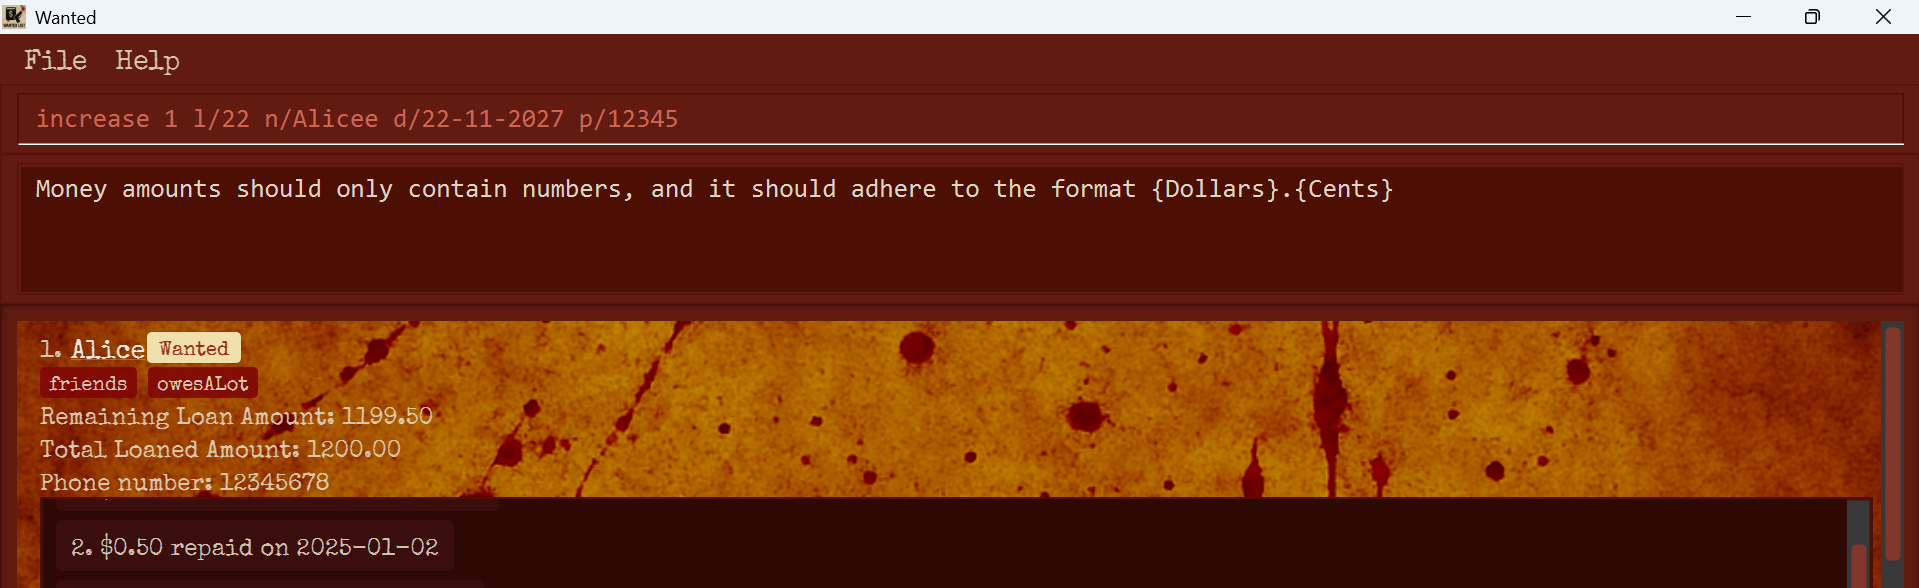 Wanted
File Help
increase 1 l/22 n/Alicee d/22-11-2027 p/12345
Money amounts should only contain numbers, and it should adhere to the format {Dollars}.{Cents}
1. Alice Wanted
friends owesALot
Remaining Loan Amount: 1199.50
Total Loaned Amount: 1200.00
Phone number: 12345678
2. $0.50 repaid on 2025-01-02